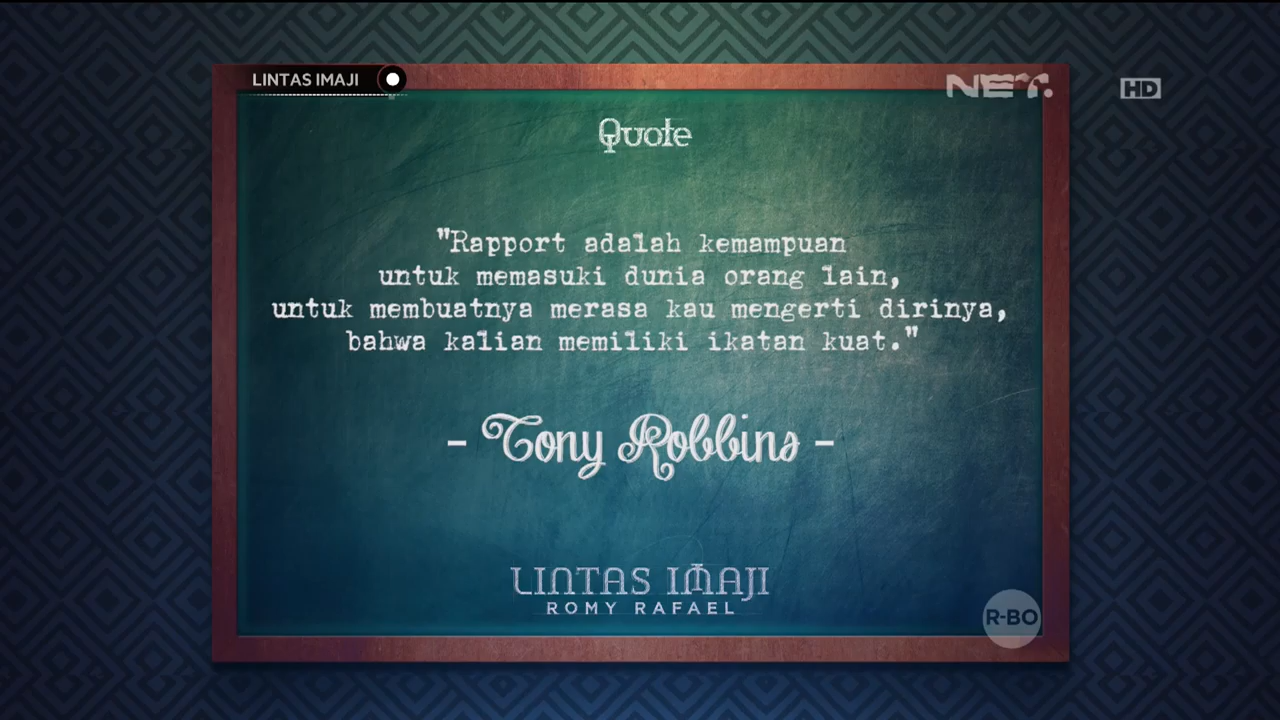 LINTAS IMAJI
NET.
HD
Quote
"Rapport adalah kemampuan
untuk memasuki dunia orang lain,
untuk membuatnya merasa kau mengerti dirinya,
bahwa kalian memiliki ikatan kuat."
- Tony Robbins -
LINTAS IMAJI
ROMY RAFAEL
R-BO